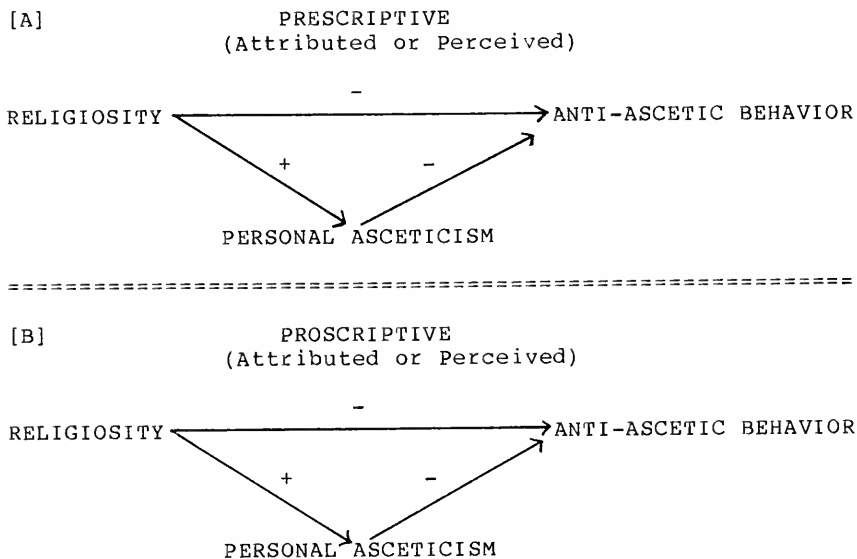 [A] PRESCRIPTIVE
(Attributed or Perceived)
-
RELIGIOSITY ANTI-ASCETIC BEHAVIOR
+ -
PERSONAL ASCETICISM
==========================================================
[B] PROSCRIPTIVE
(Attributed or Perceived)
-
RELIGIOSITY ANTI-ASCETIC BEHAVIOR
+ -
PERSONAL ASCETICISM